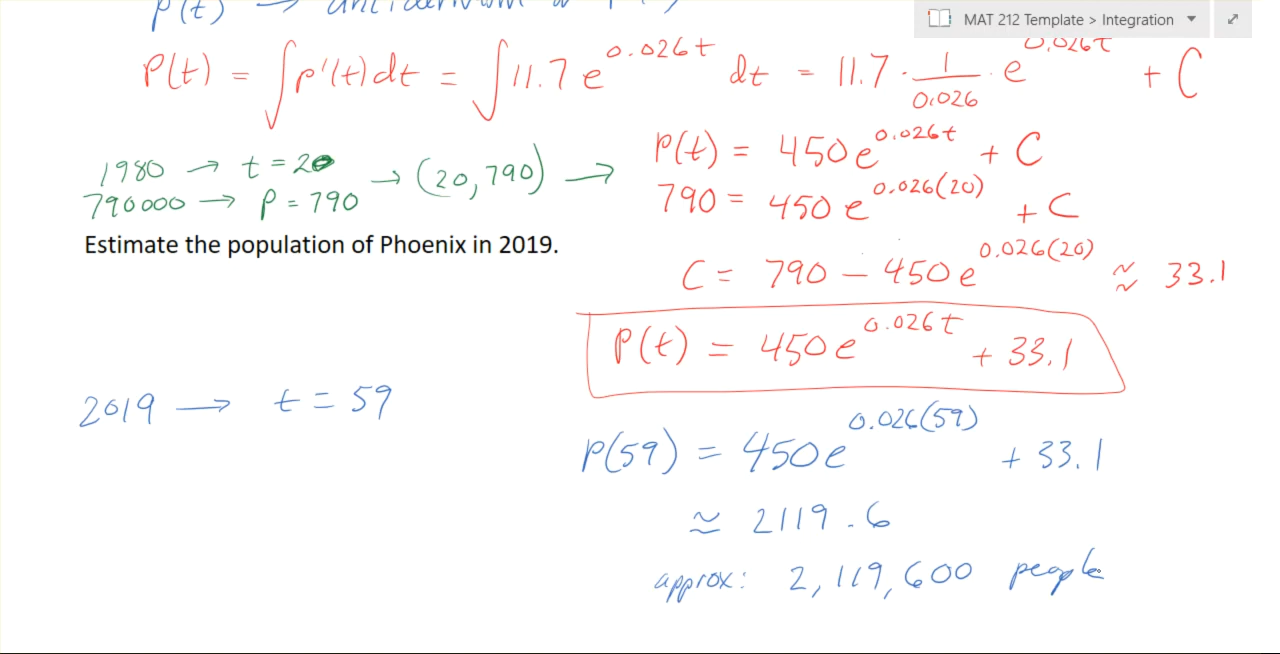 MAT 212 Template > Integration
P(t) →
P(t) = ∫p'(t)dt = ∫11.7 e^0.026t dt = 11.7 · 1/0.026 · e^0.026t + C
1980 → t = 20
790000 → P = 790 → (20, 790) →
P(t) = 450e^0.026t + C
790 = 450 e^0.026(20) + C
Estimate the population of Phoenix in 2019.
C = 790 − 450e^0.026(20) ≈ 33.1
P(t) = 450e^0.026t + 33.1
2019 → t = 59
P(59) = 450e^0.026(59) + 33.1
≈ 2119.6
approx: 2,119,600 people